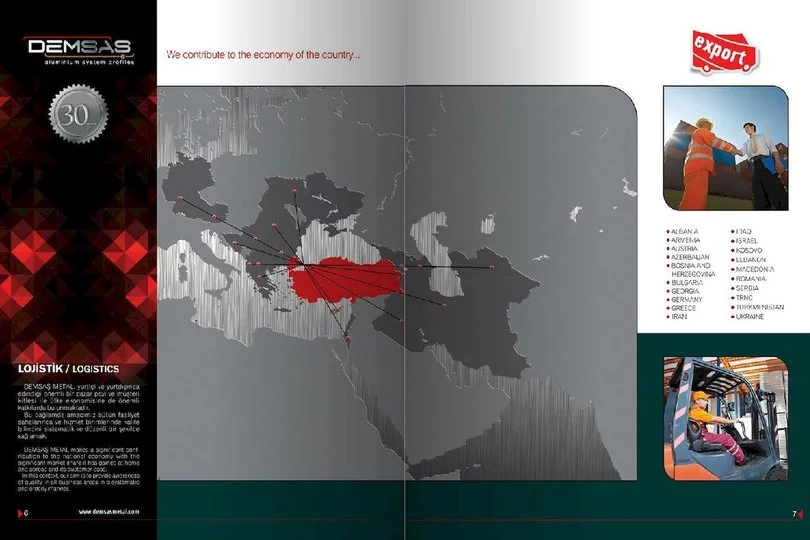 DEMSAS
aluminium system profiles
30
We contribute to the economy of the country...
export
ALBANIA
ARMENIA
AUSTRIA
AZERBAIJAN
BOSNIA AND
HERZEGOVINA
BULGARIA
GEORGIA
GERMANY
GREECE
IRAN
IRAQ
ISRAEL
KOSOVO
LEBANON
MACEDONIA
ROMANIA
SERBIA
TRNC
TURKMENISTAN
UKRAINE
LOJİSTİK / LOGISTICS
DEMSAŞ METAL, yurtiçi ve yurtdışında
edindiği önemli bir pazar payı ve müşteri
kitlesi ile ülke ekonomisine de önemli
katkılarda bulunmaktadır.
Bu bağlamda amacımız bütün faaliyet
sahalarında ve hizmet birimlerinde kalite
bilincini sistematik ve düzenli bir şekilde
sağlamak.
DEMSAŞ METAL makes a significant cont-
ribution to the national economy with the
significant market share it has gained at home
and abroad and its customer base.
In this context, our aim is to provide awareness
of quality in all business areas in a systematic
and orderly manner.
6
www.demsasmetal.com
7